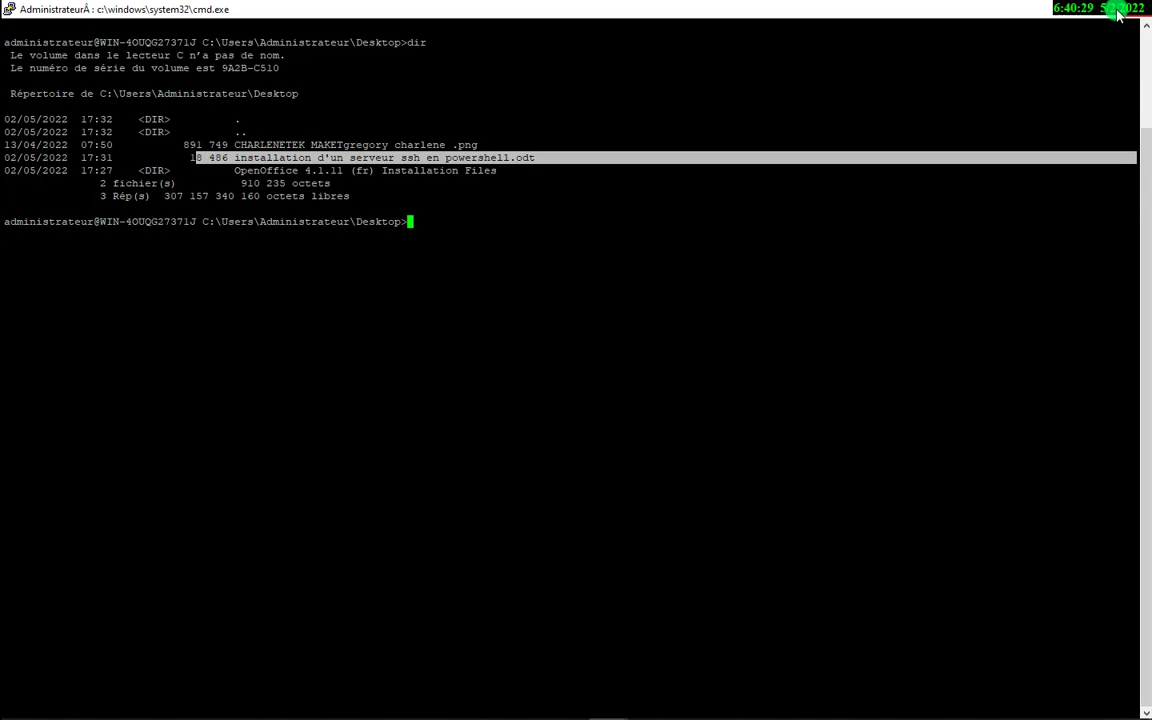 AdministrateurÂ : c:\windows\system32\cmd.exe
6:40:29 5/2/2022
administrateur@WIN-4OUQG27371J C:\Users\Administrateur\Desktop>dir
Le volume dans le lecteur C n'a pas de nom.
Le numéro de série du volume est 9A2B-C510
Répertoire de C:\Users\Administrateur\Desktop
02/05/2022 17:32 <DIR> .
02/05/2022 17:32 <DIR> ..
13/04/2022 07:50 891 749 CHARLENETEK MAKETgregory charlene .png
02/05/2022 17:31 18 486 installation d'un serveur ssh en powershell.odt
02/05/2022 17:27 <DIR> OpenOffice 4.1.11 (fr) Installation Files
2 fichier(s) 910 235 octets
3 Rép(s) 307 157 340 160 octets libres
administrateur@WIN-4OUQG27371J C:\Users\Administrateur\Desktop>